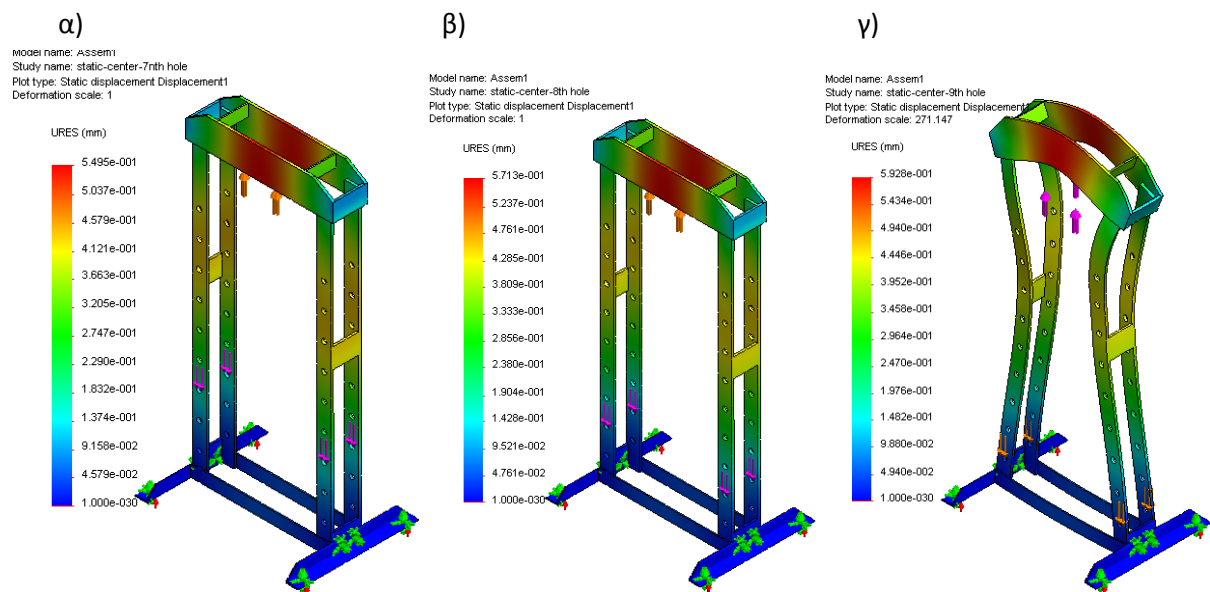 α)
Model name: Assem1
Study name: static-center-7nth hole
Plot type: Static displacement Displacement1
Deformation scale: 1
URES (mm)
5.495e-001
5.037e-001
4.579e-001
4.121e-001
3.663e-001
3.205e-001
2.747e-001
2.290e-001
1.832e-001
1.374e-001
9.158e-002
4.579e-002
1.000e-030
β)
Model name: Assem1
Study name: static-center-8th hole
Plot type: Static displacement Displacement1
Deformation scale: 1
URES (mm)
5.713e-001
5.237e-001
4.761e-001
4.285e-001
3.809e-001
3.333e-001
2.856e-001
2.380e-001
1.904e-001
1.428e-001
9.521e-002
4.761e-002
1.000e-030
γ)
Model name: Assem1
Study name: static-center-9th hole
Plot type: Static displacement Displacement1
Deformation scale: 271.147
URES (mm)
5.928e-001
5.434e-001
4.940e-001
4.446e-001
3.952e-001
3.458e-001
2.964e-001
2.470e-001
1.976e-001
1.482e-001
9.880e-002
4.940e-002
1.000e-030